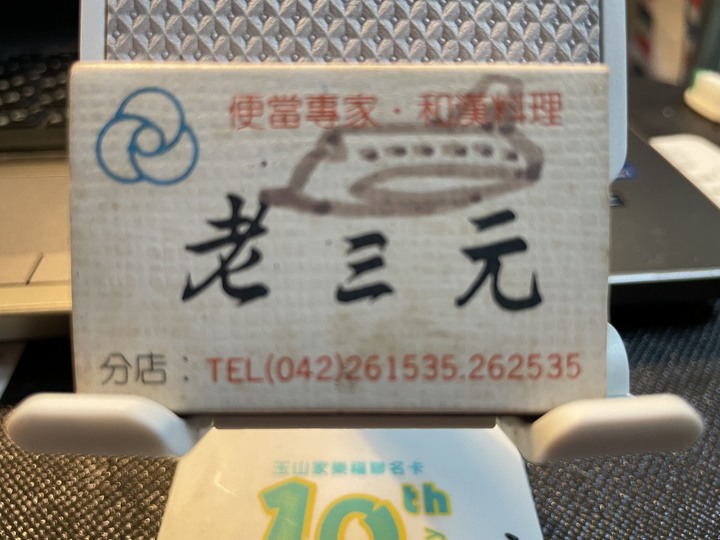 便當專家·和漢料理
老三元
分店：TEL(042)261535.262535
玉山家樂福聯名卡
10th